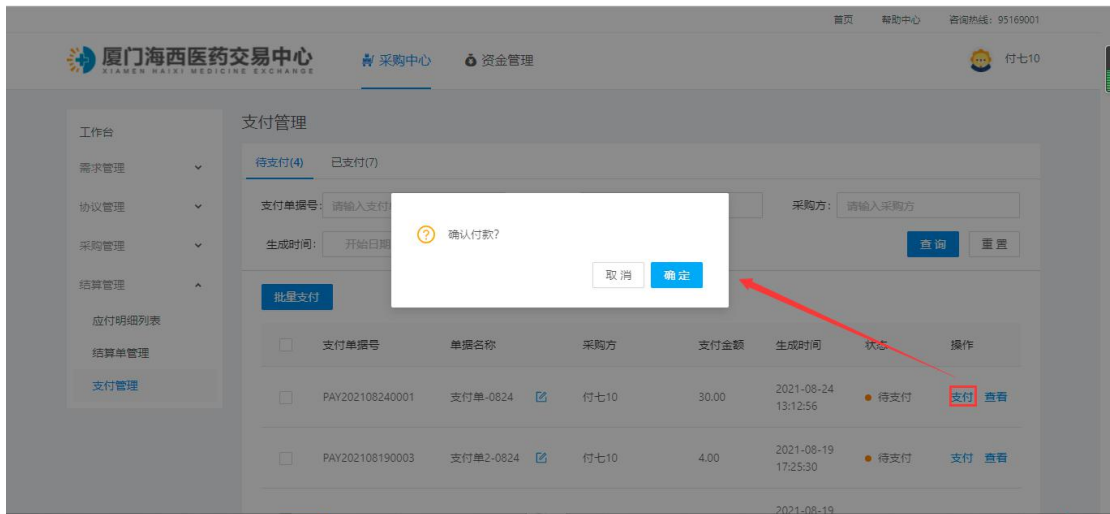 首页 帮助中心 咨询热线：95169001
厦门海西医药交易中心 采购中心 资金管理 付七10
XIAMEN HAIXI MEDICINE EXCHANGE
工作台
需求管理
协议管理
采购管理
结算管理
应付明细列表
结算单管理
支付管理
支付管理
待支付(4) 已支付(7)
支付单据号： 请输入支付 采购方： 请输入采购方
生成时间： 开始日期 查询 重置
确认付款？
取消 确定
批量支付
支付单据号 单据名称 采购方 支付金额 生成时间 状态 操作
PAY202108240001 支付单-0824 付七10 30.00 2021-08-24 13:12:56 待支付 支付 查看
PAY202108190003 支付单2-0824 付七10 4.00 2021-08-19 17:25:30 待支付 支付 查看
2021-08-19